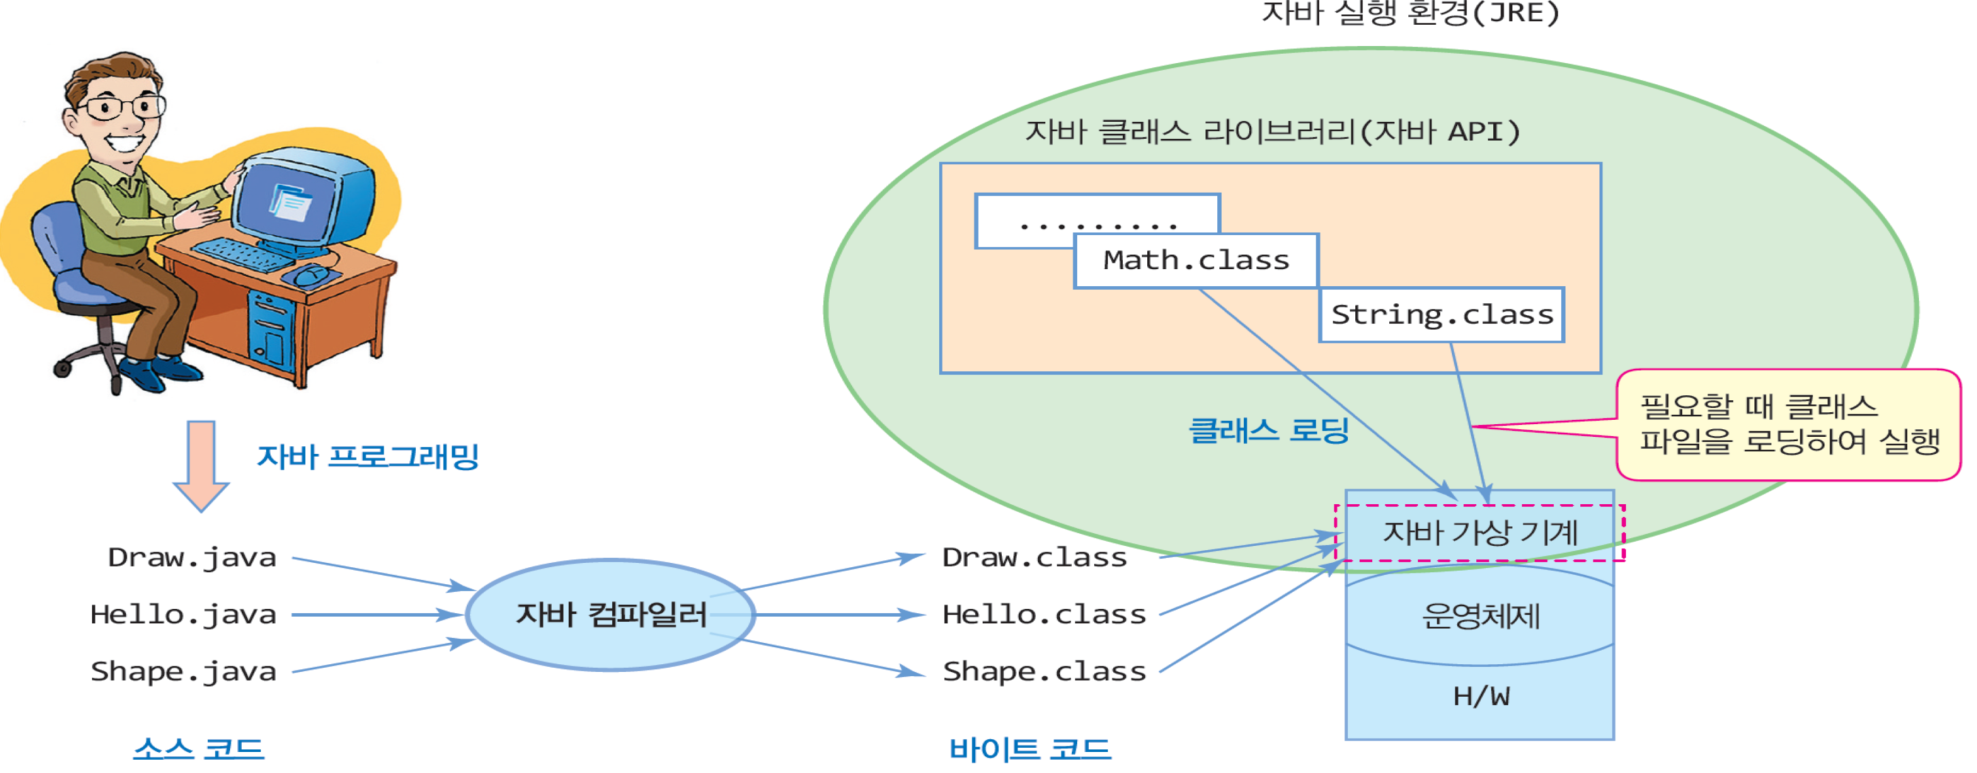 자바 실행 환경(JRE)
자바 클래스 라이브러리(자바 API)
.........
Math.class
String.class
클래스 로딩
필요할 때 클래스
파일을 로딩하여 실행
자바 프로그래밍
Draw.java
Hello.java
Shape.java
자바 컴파일러
Draw.class
Hello.class
Shape.class
자바 가상 기계
운영체제
H/W
소스 코드
바이트 코드